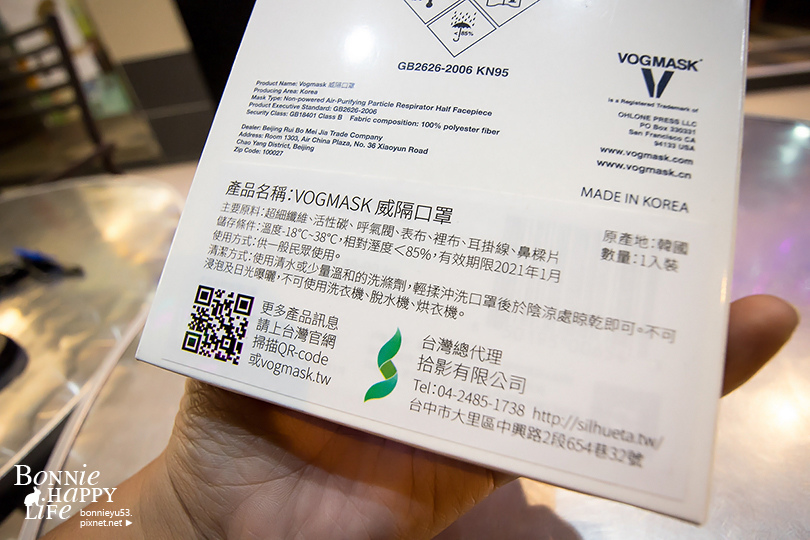 <85%
GB2626-2006 KN95
Product Name: Vogmask 威隔口罩
Producing Area: Korea
Mask Type: Non-powered Air-Purifying Particle Respirator Half Facepiece
Product Executive Standard: GB2626-2006
Security Class: GB18401 Class B Fabric composition: 100% polyester fiber
Dealer: Beijing Rui Bo Mei Jia Trade Company
Address: Room 1303, Air China Plaza, No. 36 Xiaoyun Road
Chao Yang District, Beijing
Zip Code: 100027
VOGMASK
is a Registered Trademark of
OHLONE PRESS LLC
PO Box 330331
San Francisco CA
94133 USA
www.vogmask.com
www.vogmask.cn
MADE IN KOREA
產品名稱:VOGMASK 威隔口罩
主要原料:超細纖維、活性碳、呼氣閥、表布、裡布、耳掛線、鼻樑片
儲存條件:溫度-18°C~38°C,相對溼度<85%,有效期限2021年1月
使用方式:供一般民眾使用。
清潔方式:使用清水或少量溫和的洗滌劑,輕揉沖洗口罩後於陰涼處晾乾即可。不可
浸泡及日光曝曬,不可使用洗衣機、脫水機、烘衣機。
原產地:韓國
數量:1入裝
更多產品訊息
請上台灣官網
掃描QR-code
或vogmask.tw
台灣總代理
拾影有限公司
Tel:04-2485-1738 http://silhueta.tw/
台中市大里區中興路2段654巷32號
BONNIE
HAPPY
LIFE
bonnieyu53.
pixnet.net